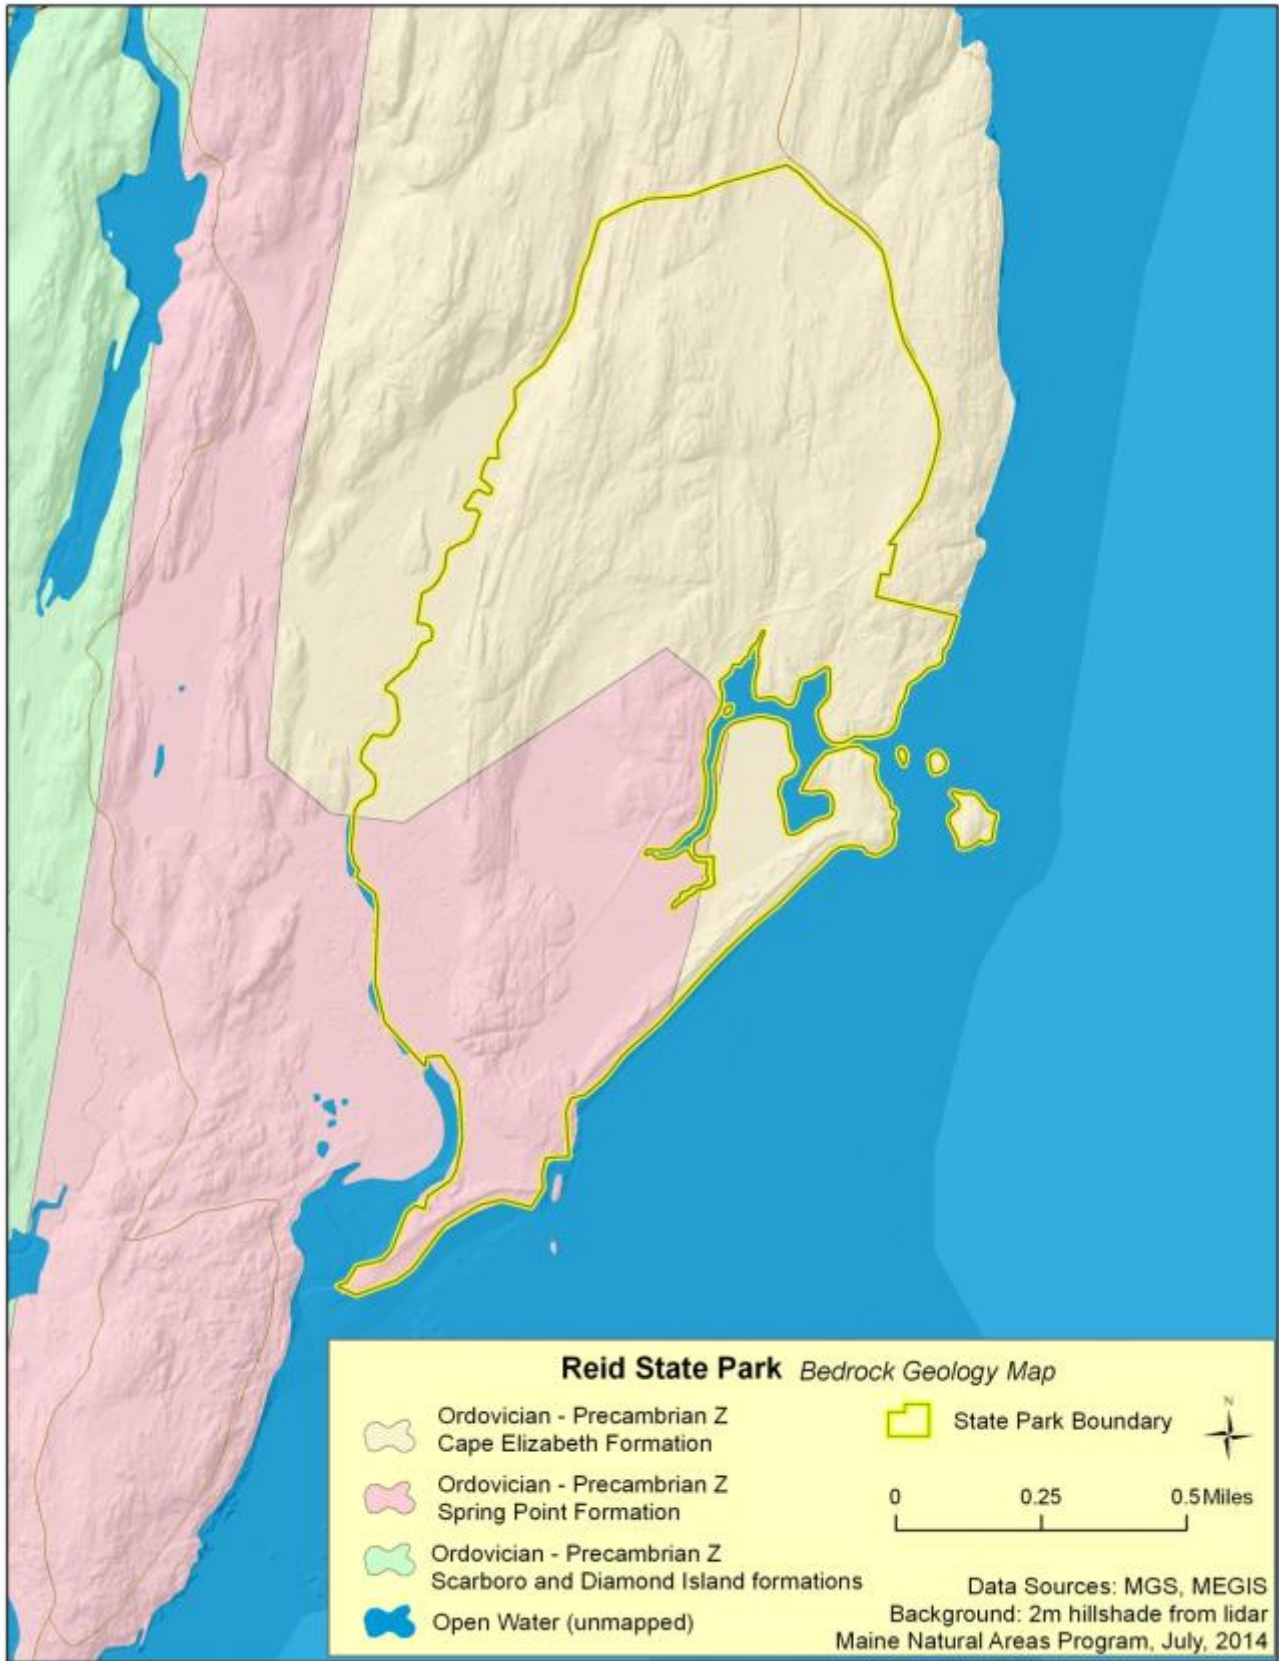 Reid State Park Bedrock Geology Map
Ordovician - Precambrian Z
Cape Elizabeth Formation
Ordovician - Precambrian Z
Spring Point Formation
Ordovician - Precambrian Z
Scarboro and Diamond Island formations
Open Water (unmapped)
State Park Boundary
N
0 0.25 0.5 Miles
Data Sources: MGS, MEGIS
Background: 2m hillshade from lidar
Maine Natural Areas Program, July, 2014